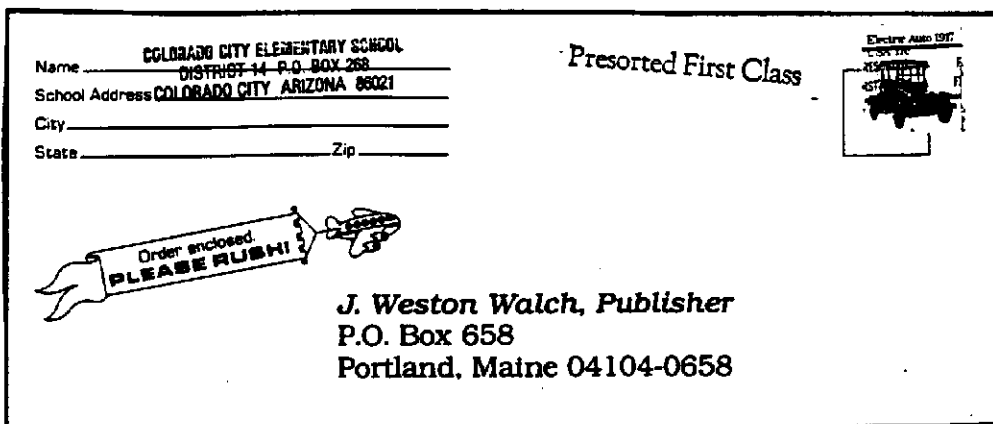 Name
COLORADO CITY ELEMENTARY SCHOOL
DISTRICT 14 P.O. BOX 268
School Address COLORADO CITY ARIZONA 86021
City
State Zip
Presorted First Class
Electric Auto 1917
USA
Order enclosed.
PLEASE RUSH!
J. Weston Walch, Publisher
P.O. Box 658
Portland, Maine 04104-0658